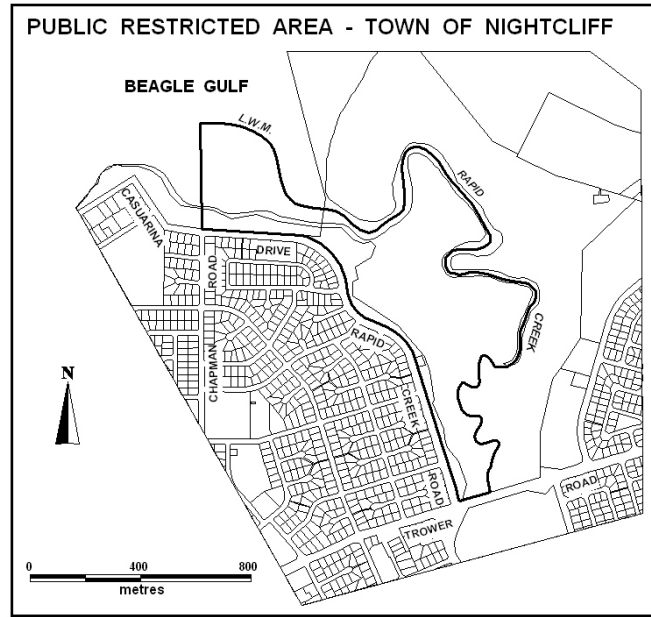 PUBLIC RESTRICTED AREA - TOWN OF NIGHTCLIFF
BEAGLE GULF
L.W.M.
RAPID
CASUARINA
DRIVE
ROAD
CHAPMAN
RAPID
CREEK
CREEK
ROAD
ROAD
TROWER
N
0 400 800
metres